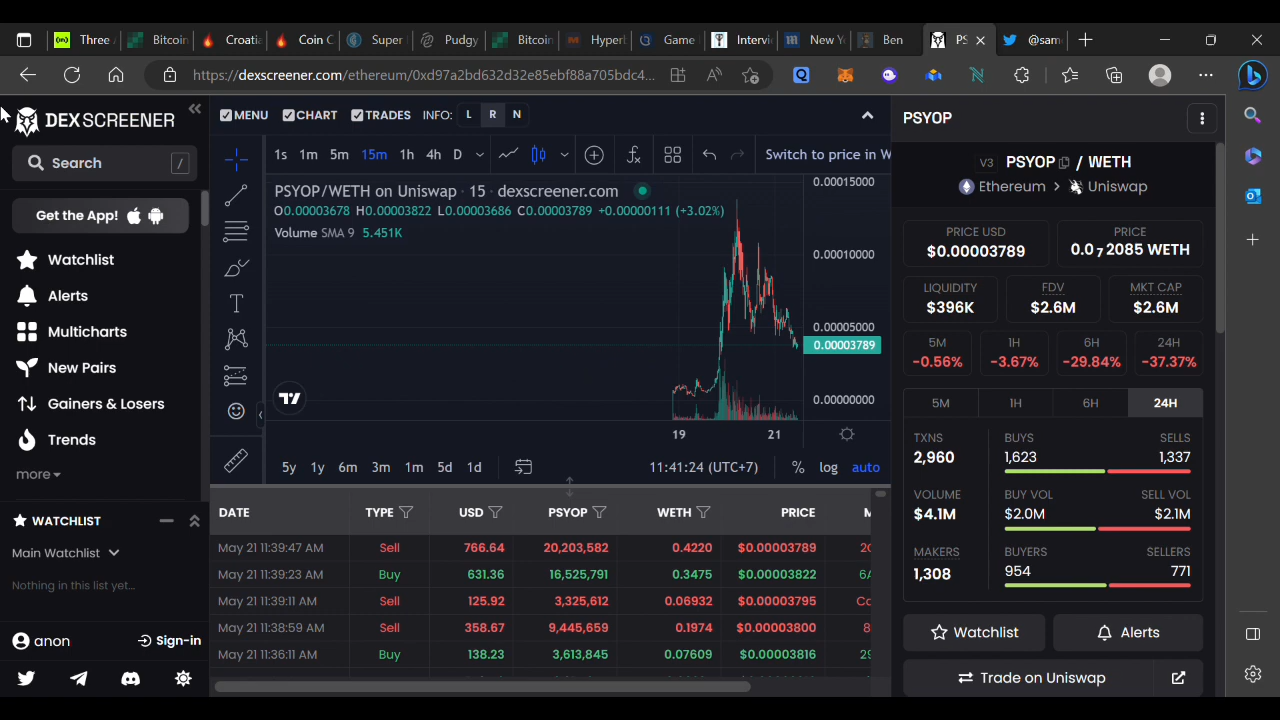 Three
Bitcoin
Croatia
Coin C
Super
Pudgy
Bitcoin
Hyperb
Game
Intervi
New Y
Ben
PS
@sam
https://dexscreener.com/ethereum/0xd97a2bd632d32e85ebf88a705bdc4...
DEX SCREENER
Search /
Get the App!
Watchlist
Alerts
Multicharts
New Pairs
Gainers & Losers
Trends
more
WATCHLIST
Main Watchlist
Nothing in this list yet...
anon Sign-in
MENU CHART TRADES INFO: L R N
1s 1m 5m 15m 1h 4h D Switch to price in W
PSYOP/WETH on Uniswap · 15 · dexscreener.com
O0.00003678 H0.00003822 L0.00003686 C0.00003789 +0.00000111 (+3.02%)
Volume SMA 9 5.451K
0.00015000
0.00010000
0.00005000
0.00003789
0.00000000
19 21
5y 1y 6m 3m 1m 5d 1d 11:41:24 (UTC+7) % log auto
DATE TYPE USD PSYOP WETH PRICE M
May 21 11:39:47 AM Sell 766.64 20,203,582 0.4220 $0.00003789 20
May 21 11:39:23 AM Buy 631.36 16,525,791 0.3475 $0.00003822 6A
May 21 11:39:11 AM Sell 125.92 3,325,612 0.06932 $0.00003795
May 21 11:38:59 AM Sell 358.67 9,445,659 0.1974 $0.00003800 8
May 21 11:36:11 AM Buy 138.23 3,613,845 0.07609 $0.00003816 29
PSYOP
V3 PSYOP / WETH
Ethereum > Uniswap
PRICE USD PRICE
$0.00003789 0.0₇2085 WETH
LIQUIDITY FDV MKT CAP
$396K $2.6M $2.6M
5M 1H 6H 24H
-0.56% -3.67% -29.84% -37.37%
5M 1H 6H 24H
TXNS BUYS SELLS
2,960 1,623 1,337
VOLUME BUY VOL SELL VOL
$4.1M $2.0M $2.1M
MAKERS BUYERS SELLERS
1,308 954 771
Watchlist Alerts
Trade on Uniswap